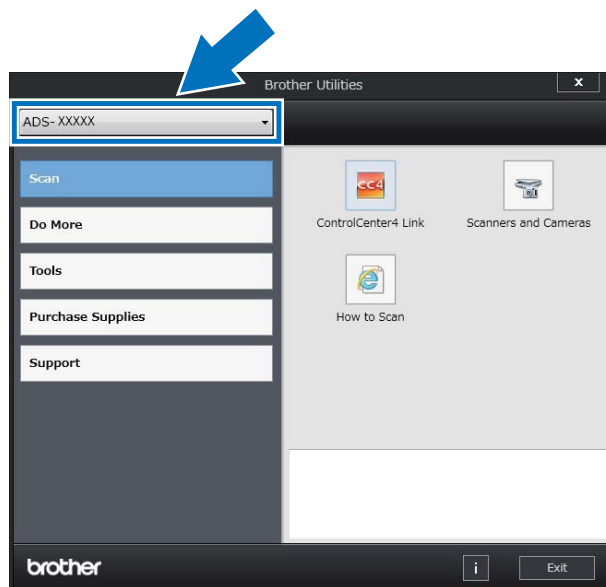 Brother Utilities
x
ADS- XXXXX
Scan
Do More
Tools
Purchase Supplies
Support
CC4
ControlCenter4 Link
Scanners and Cameras
How to Scan
brother
i
Exit